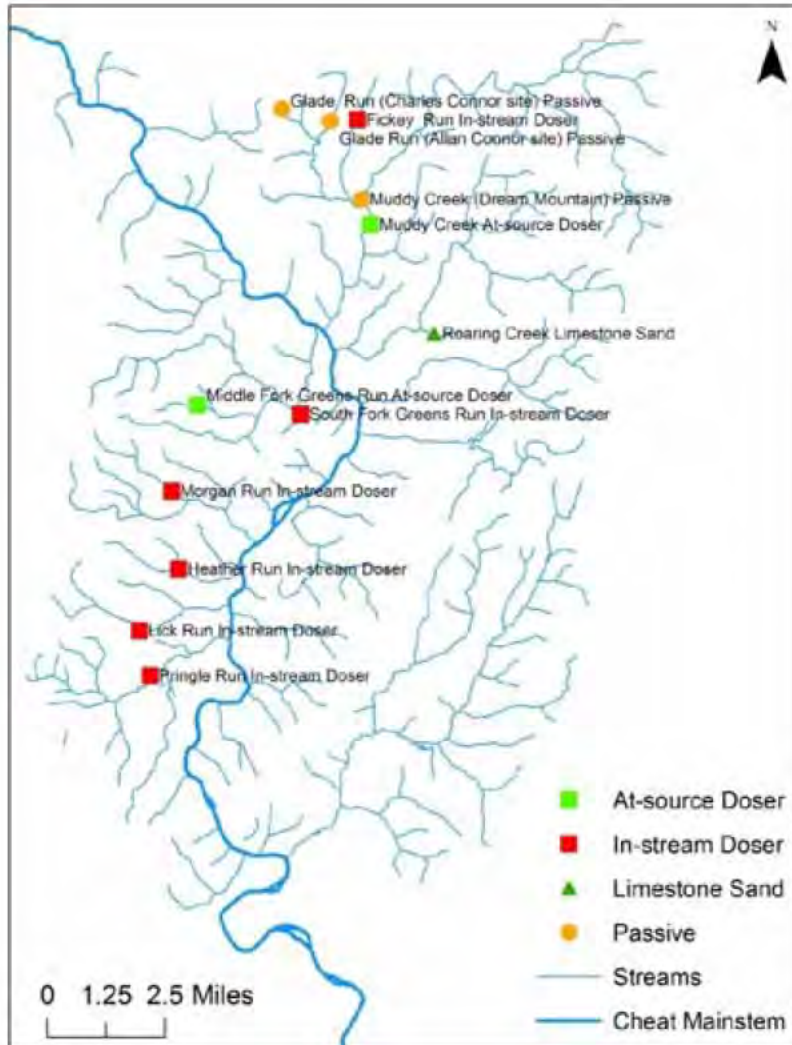 N
Glade Run (Charles Connor site) Passive
Fickey Run In-stream Doser
Glade Run (Allan Connor site) Passive
Muddy Creek (Dream Mountain) Passive
Muddy Creek At-source Doser
Roaring Creek Limestone Sand
Middle Fork Greens Run At-source Doser
South Fork Greens Run In-stream Doser
Morgan Run In-stream Doser
Heather Run In-stream Doser
Lick Run In-stream Doser
Pringle Run In-stream Doser
At-source Doser
In-stream Doser
Limestone Sand
Passive
Streams
Cheat Mainstem
0 1.25 2.5 Miles